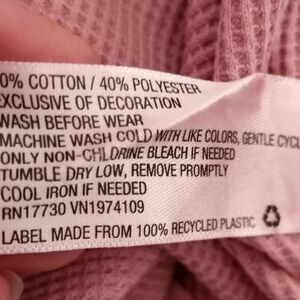 0% COTTON / 40% POLYESTER
EXCLUSIVE OF DECORATION
WASH BEFORE WEAR
MACHINE WASH COLD WITH LIKE COLORS, GENTLE CYCL
ONLY NON-CHLORINE BLEACH IF NEEDED
TUMBLE DRY LOW, REMOVE PROMPTLY
COOL IRON IF NEEDED
RN17730 VN1974109
LABEL MADE FROM 100% RECYCLED PLASTIC